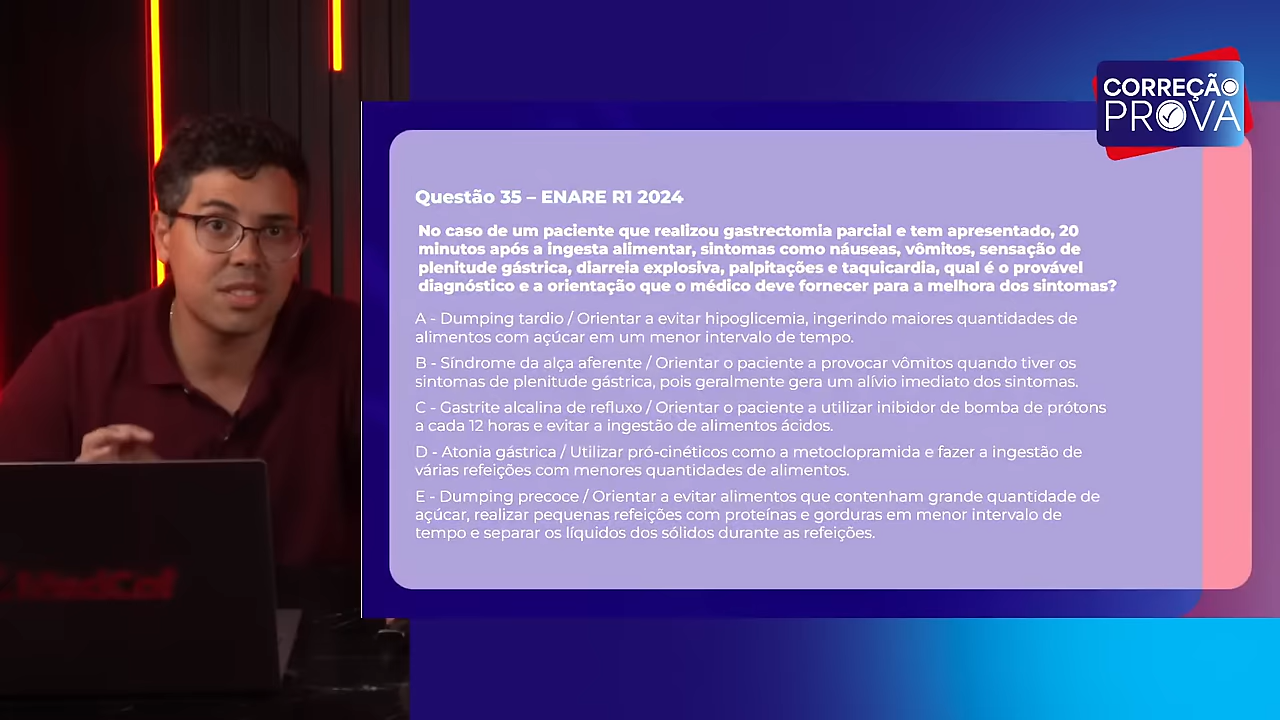 CORREÇÃO
PROVA
Questão 35 – ENARE R1 2024
No caso de um paciente que realizou gastrectomia parcial e tem apresentado, 20
minutos após a ingesta alimentar, sintomas como náuseas, vômitos, sensação de
plenitude gástrica, diarreia explosiva, palpitações e taquicardia, qual é o provável
diagnóstico e a orientação que o médico deve fornecer para a melhora dos sintomas?
A - Dumping tardio / Orientar a evitar hipoglicemia, ingerindo maiores quantidades de
alimentos com açúcar em um menor intervalo de tempo.
B - Síndrome da alça aferente / Orientar o paciente a provocar vômitos quando tiver os
sintomas de plenitude gástrica, pois geralmente gera um alívio imediato dos sintomas.
C - Gastrite alcalina de refluxo / Orientar o paciente a utilizar inibidor de bomba de prótons
a cada 12 horas e evitar a ingestão de alimentos ácidos.
D - Atonia gástrica / Utilizar pró-cinéticos como a metoclopramida e fazer a ingestão de
várias refeições com menores quantidades de alimentos.
E - Dumping precoce / Orientar a evitar alimentos que contenham grande quantidade de
açúcar, realizar pequenas refeições com proteínas e gorduras em menor intervalo de
tempo e separar os líquidos dos sólidos durante as refeições.